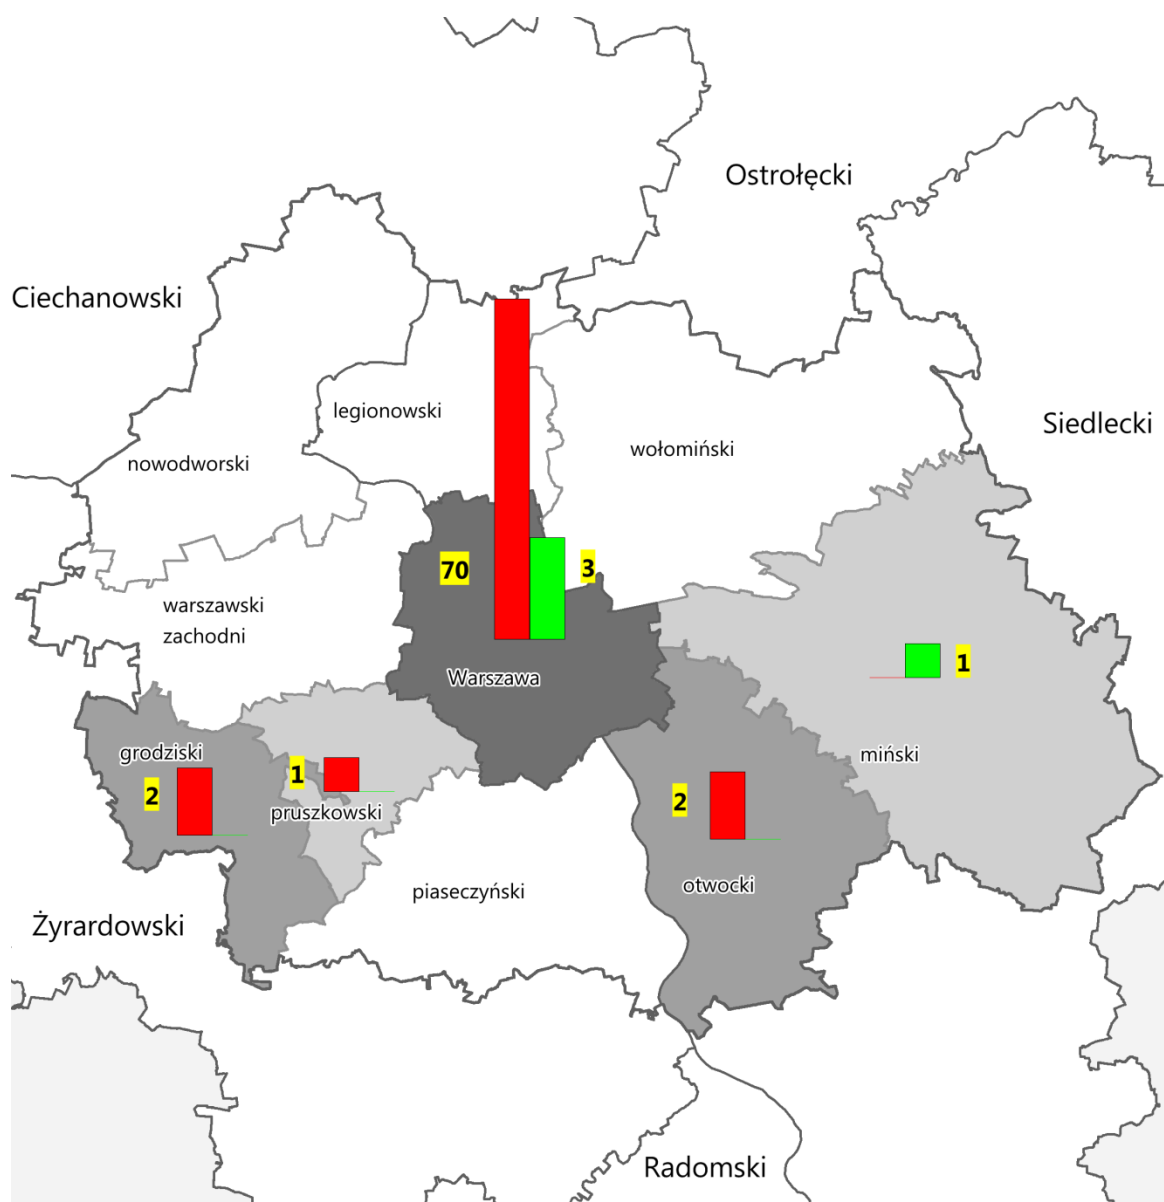 Ostrołęcki
Ciechanowski
legionowski
Siedlecki
wołomiński
nowodworski
70
3
warszawski
zachodni
Warszawa
1
grodziski
miński
1
2
2
pruszkowski
otwocki
piaseczyński
Żyrardowski
Radomski